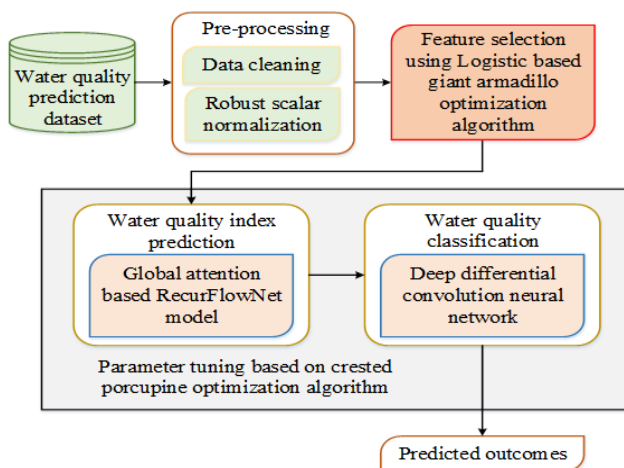 Water quality
prediction
dataset
Pre-processing
Data cleaning
Robust scalar
normalization
Feature selection
using Logistic based
giant armadillo
optimization
algorithm
Water quality index
prediction
Global attention
based RecurFlowNet
model
Water quality
classification
Deep differential
convolution neural
network
Parameter tuning based on crested
porcupine optimization algorithm
Predicted outcomes